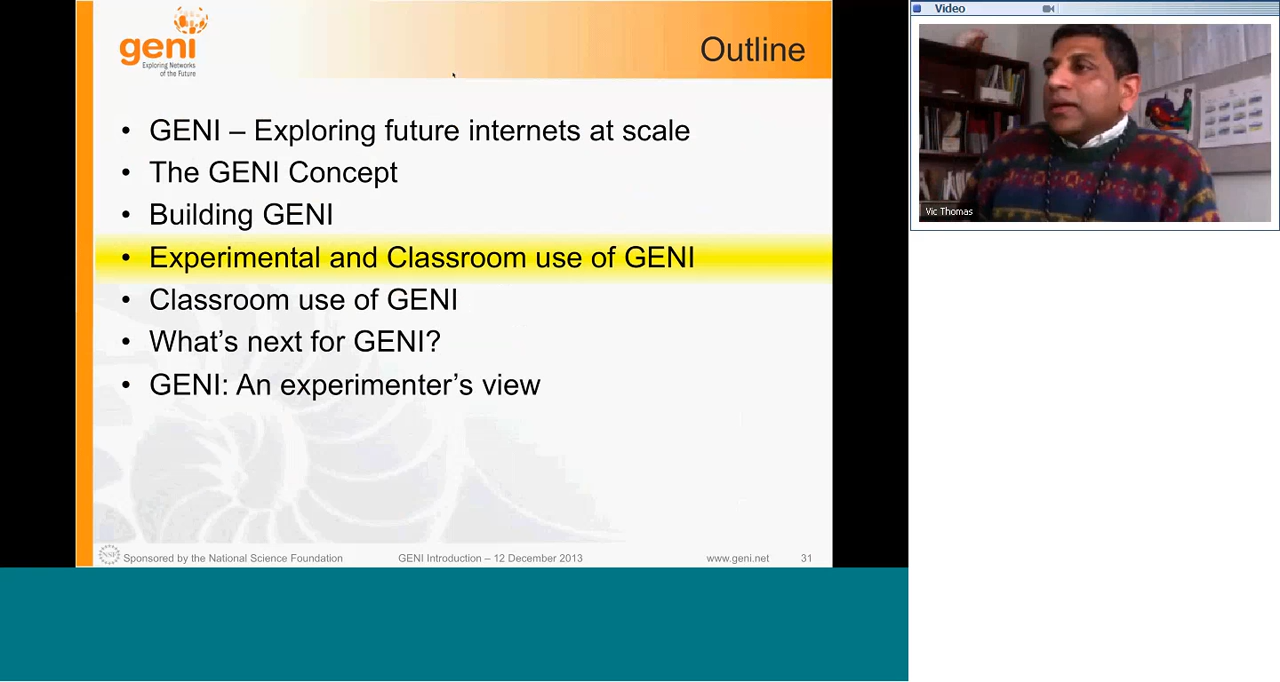 geni
Exploring Networks
of the Future
Outline
• GENI – Exploring future internets at scale
• The GENI Concept
• Building GENI
• Experimental and Classroom use of GENI
• Classroom use of GENI
• What’s next for GENI?
• GENI: An experimenter’s view
NSF
Sponsored by the National Science Foundation
GENI Introduction – 12 December 2013
www.geni.net
31
Video
Vic Thomas